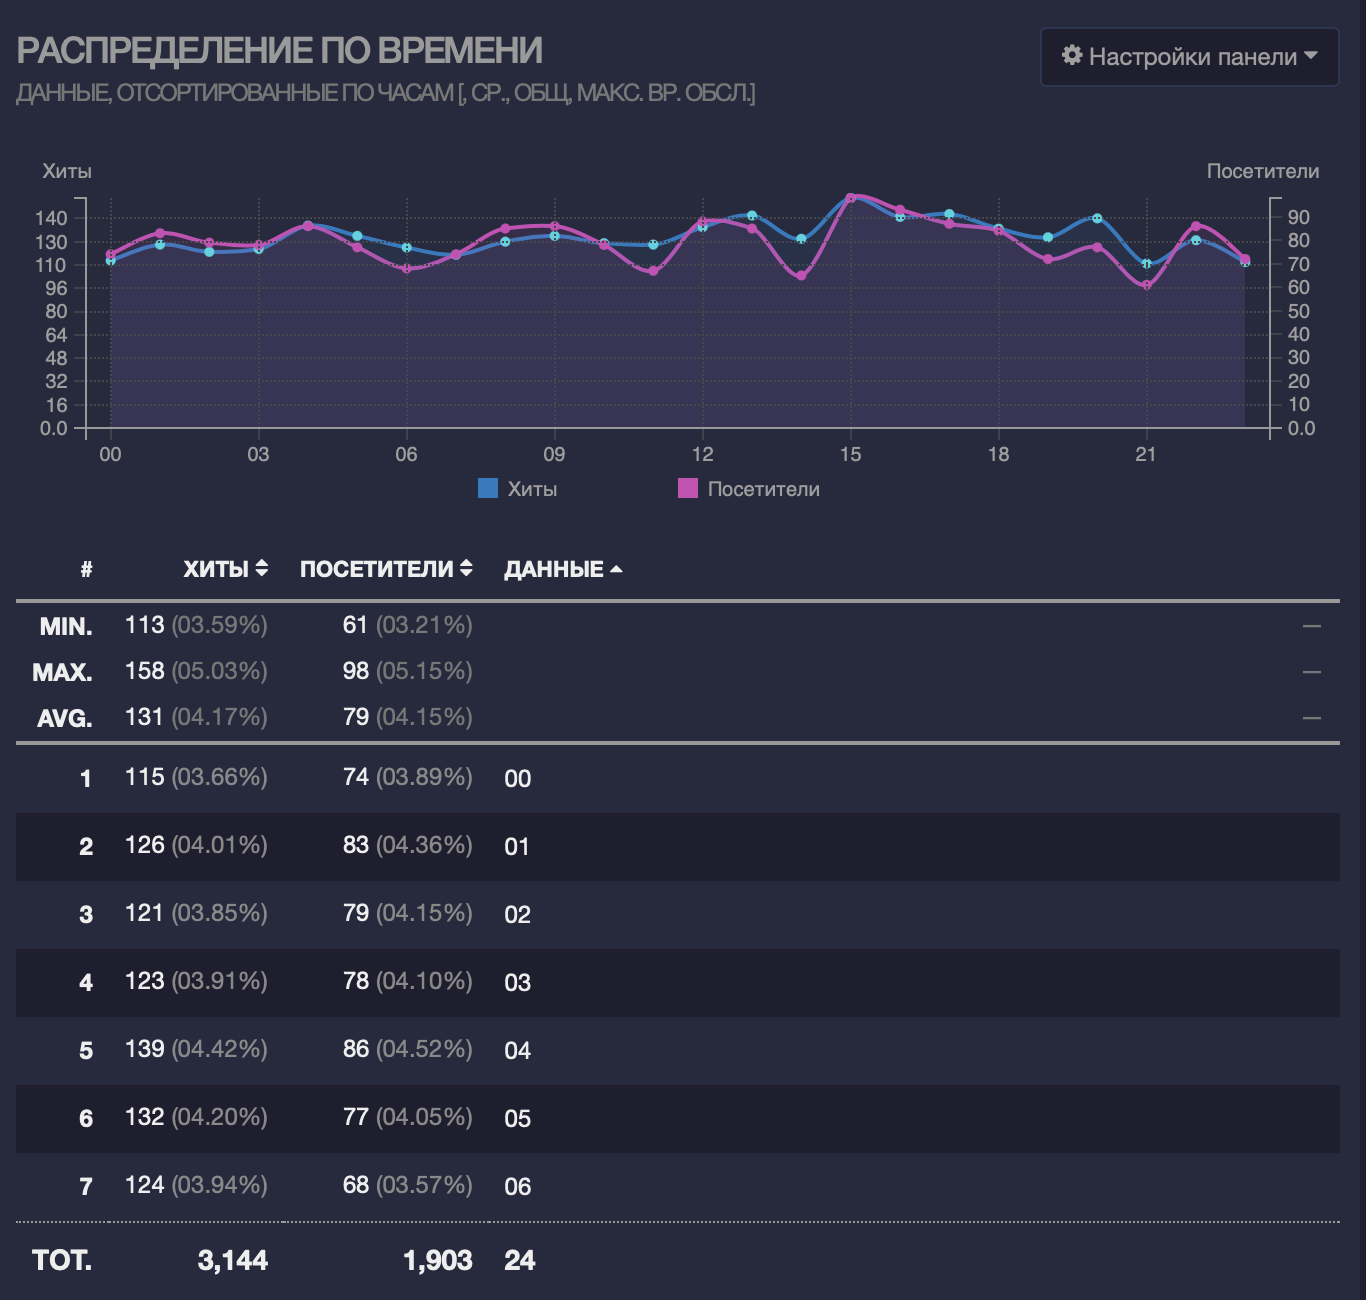 РАСПРЕДЕЛЕНИЕ ПО ВРЕМЕНИ
Настройки панели
ДАННЫЕ, ОТСОРТИРОВАННЫЕ ПО ЧАСАМ [, СР., ОБЩ, МАКС. ВР. ОБСЛ.]
Хиты Посетители
140 90
130 80
110 70
96 60
80 50
64 40
48 30
32 20
16 10
0.0 0.0
00 03 06 09 12 15 18 21
Хиты Посетители
# ХИТЫ ПОСЕТИТЕЛИ ДАННЫЕ
MIN. 113 (03.59%) 61 (03.21%) —
MAX. 158 (05.03%) 98 (05.15%) —
AVG. 131 (04.17%) 79 (04.15%) —
1 115 (03.66%) 74 (03.89%) 00
2 126 (04.01%) 83 (04.36%) 01
3 121 (03.85%) 79 (04.15%) 02
4 123 (03.91%) 78 (04.10%) 03
5 139 (04.42%) 86 (04.52%) 04
6 132 (04.20%) 77 (04.05%) 05
7 124 (03.94%) 68 (03.57%) 06
TOT. 3,144 1,903 24